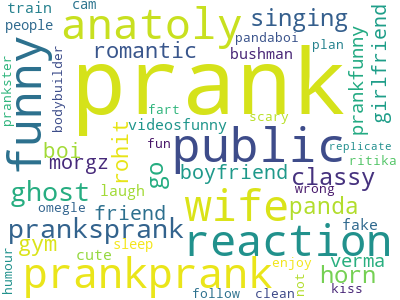 train
cam
people
anatoly
singing
romantic
pandaboi
plan
bushman
prankster
bodybuilder
funny
prank
prankfunny
girlfriend
fart
scary
videosfunny
boi
rohit
public
fun
replicate
morgz
go
laugh
boyfriend
classy
ritika
wrong
ghost
omegle
wife
panda
friend
pranksprank
fake
reaction
gym
sleep
cute
verma
humour
prankprank
enjoy
not
horn
kiss
follow
clean